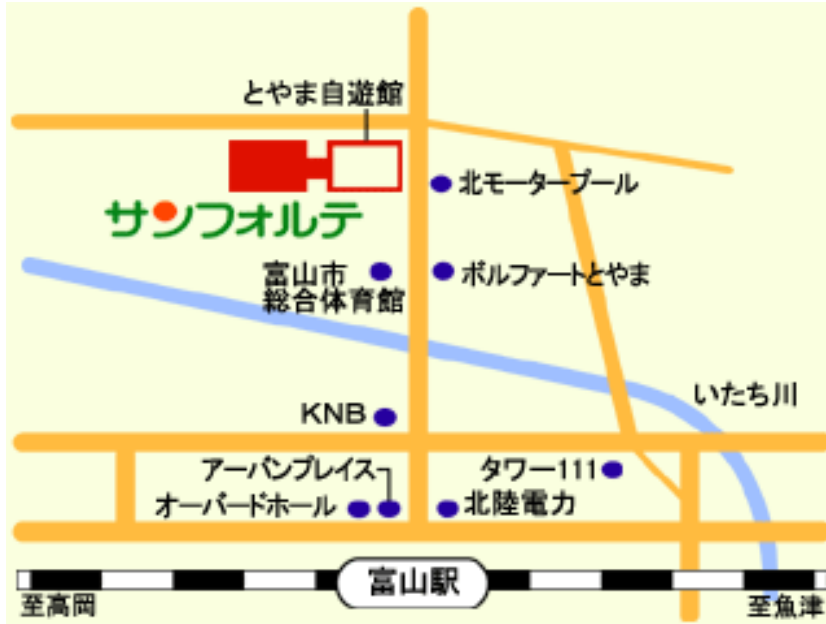 とやま自遊館
サンフォルテ
北モータープール
富山市
総合体育館
ボルファートとやま
いたち川
KNB
アーバンプレイス
タワー111
オーバードホール
北陸電力
富山駅
至高岡
至魚津